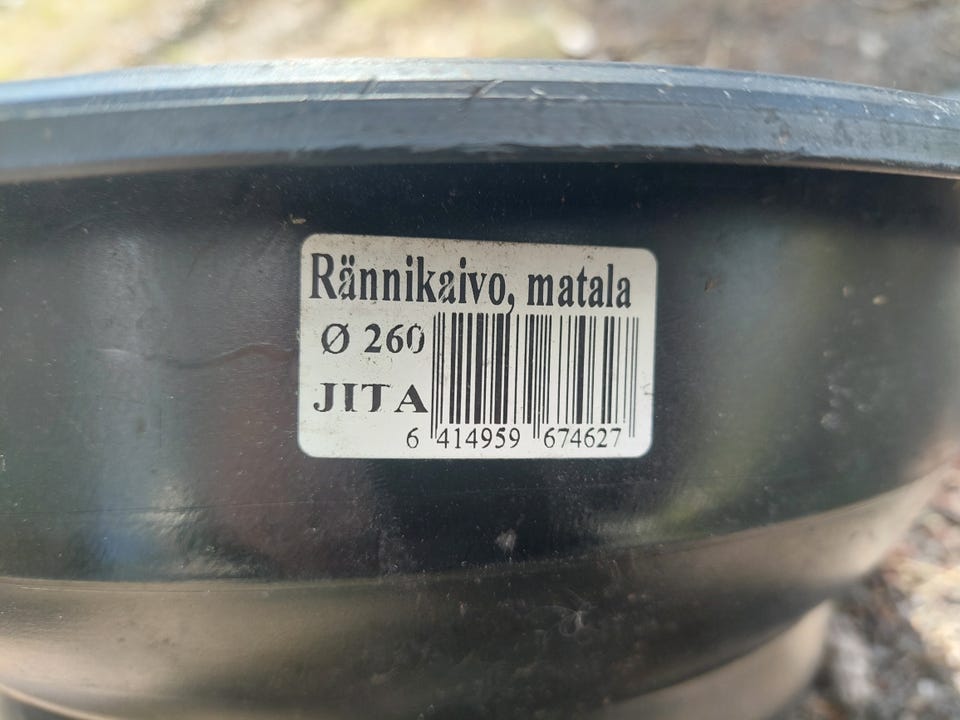 Rännikaivo, matala
Ø 260
JITA
6 414959 674627